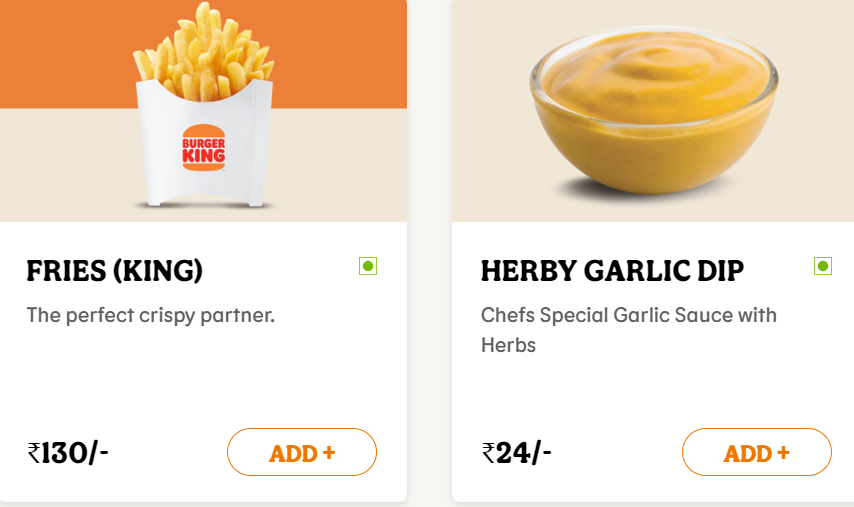 BURGER
KING
FRIES (KING)
The perfect crispy partner.
₹130/-
ADD +
HERBY GARLIC DIP
Chefs Special Garlic Sauce with
Herbs
₹24/-
ADD +